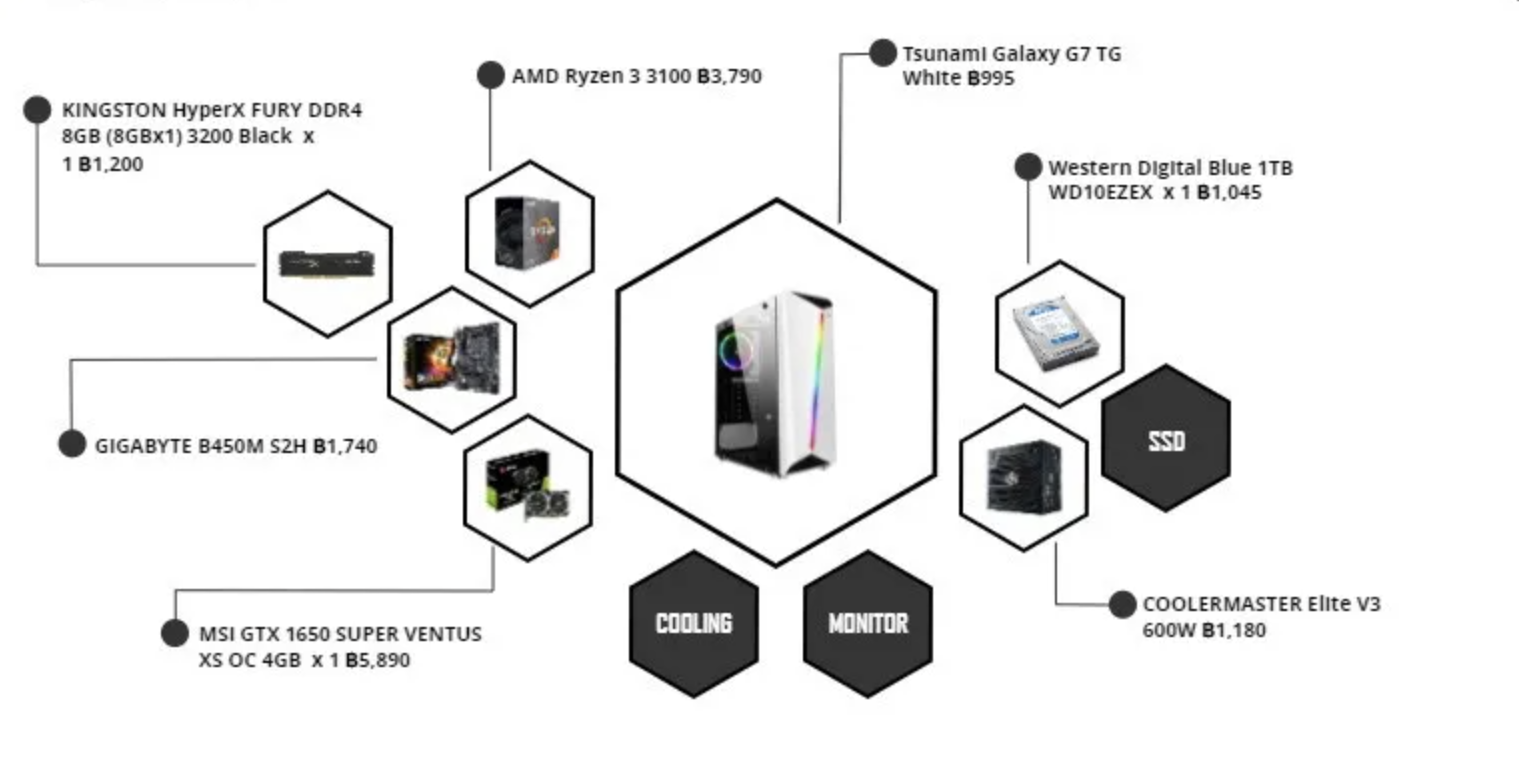 AMD Ryzen 3 3100 ฿3,790
Tsunami Galaxy G7 TG
White ฿995
KINGSTON HyperX FURY DDR4
8GB (8GBx1) 3200 Black x
1 ฿1,200
Western Digital Blue 1TB
WD10EZEX x 1 ฿1,045
GIGABYTE B450M S2H ฿1,740
SSD
MSI GTX 1650 SUPER VENTUS
XS OC 4GB x 1 ฿5,890
COOLING
MONITOR
COOLERMASTER Elite V3
600W ฿1,180